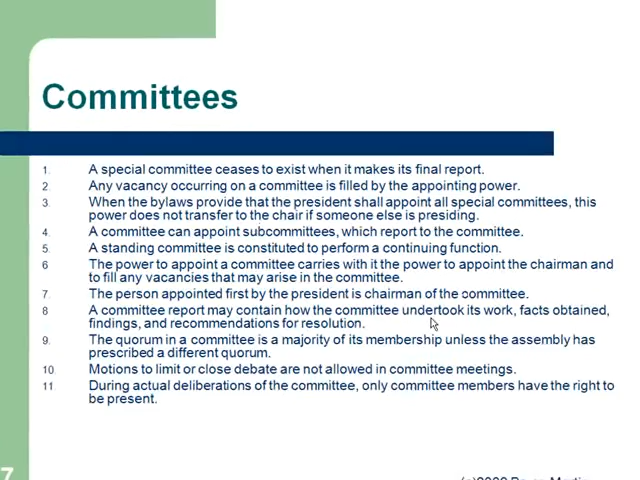 Committees
1. A special committee ceases to exist when it makes its final report.
2. Any vacancy occurring on a committee is filled by the appointing power.
3. When the bylaws provide that the president shall appoint all special committees, this
power does not transfer to the chair if someone else is presiding.
4. A committee can appoint subcommittees, which report to the committee.
5. A standing committee is constituted to perform a continuing function.
6 The power to appoint a committee carries with it the power to appoint the chairman and
to fill any vacancies that may arise in the committee.
7. The person appointed first by the president is chairman of the committee.
8 A committee report may contain how the committee undertook its work, facts obtained,
findings, and recommendations for resolution.
9. The quorum in a committee is a majority of its membership unless the assembly has
prescribed a different quorum.
10. Motions to limit or close debate are not allowed in committee meetings.
11 During actual deliberations of the committee, only committee members have the right to
be present.
7